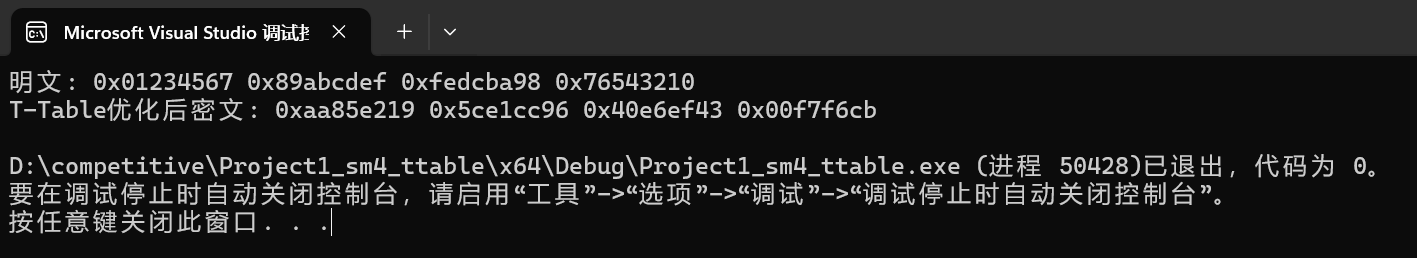 Microsoft Visual Studio 调试控
明文: 0x01234567 0x89abcdef 0xfedcba98 0x76543210
T-Table优化后密文: 0xaa85e219 0x5ce1cc96 0x40e6ef43 0x00f7f6cb
D:\competitive\Project1_sm4_ttable\x64\Debug\Project1_sm4_ttable.exe (进程 50428)已退出，代码为 0。
要在调试停止时自动关闭控制台，请启用“工具”->“选项”->“调试”->“调试停止时自动关闭控制台”。
按任意键关闭此窗口. . .